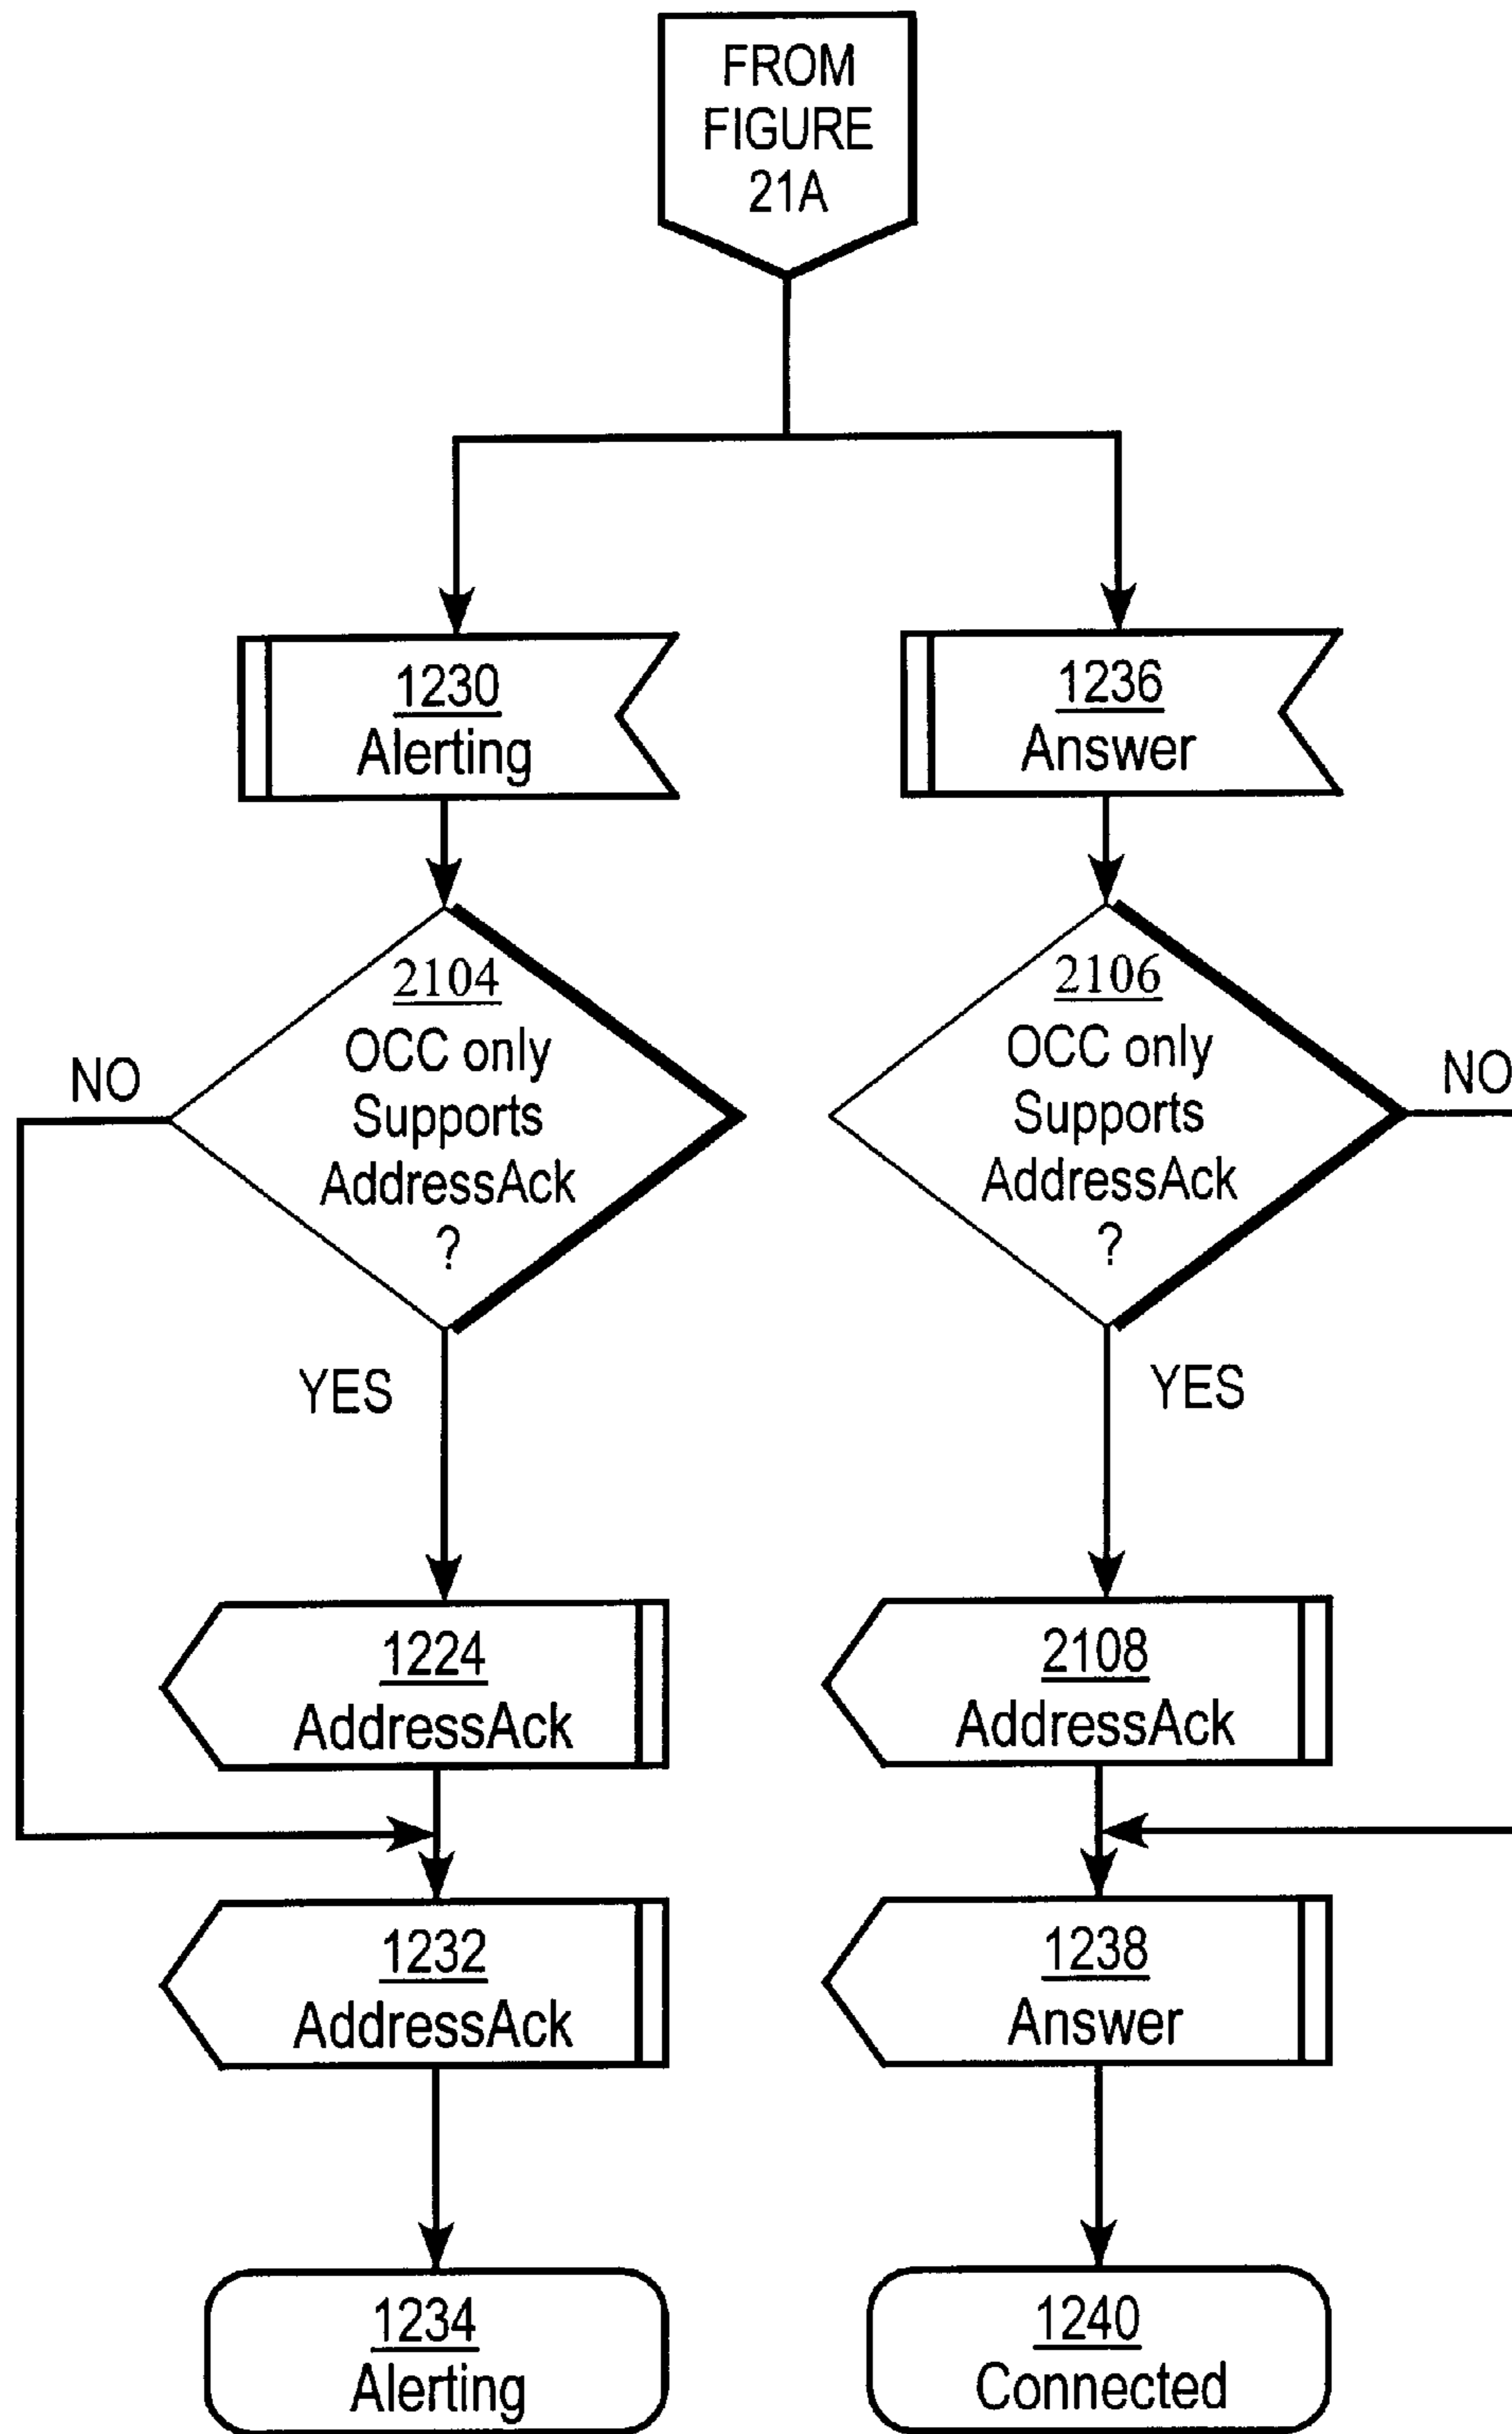 FROM
FIGURE
21A
1230
Alerting
1236
Answer
2104
OCC only
Supports
AddressAck
?
NO
YES
2106
OCC only
Supports
AddressAck
?
NO
YES
1224
AddressAck
2108
AddressAck
1232
AddressAck
1238
Answer
1234
Alerting
1240
Connected